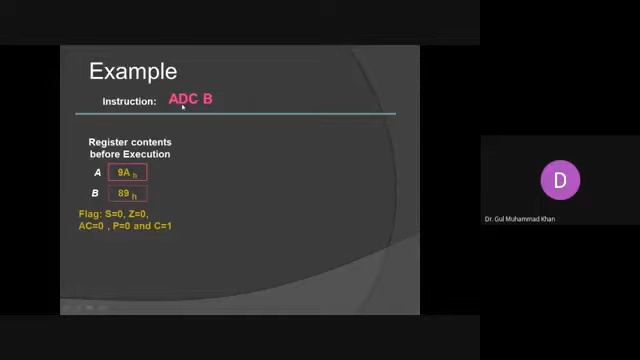 Example
Instruction: ADC B
Register contents
before Execution
A 9A h
B 89 h
Flag: S=0, Z=0,
AC=0 , P=0 and C=1
D
Dr. Gul Muhammad Khan